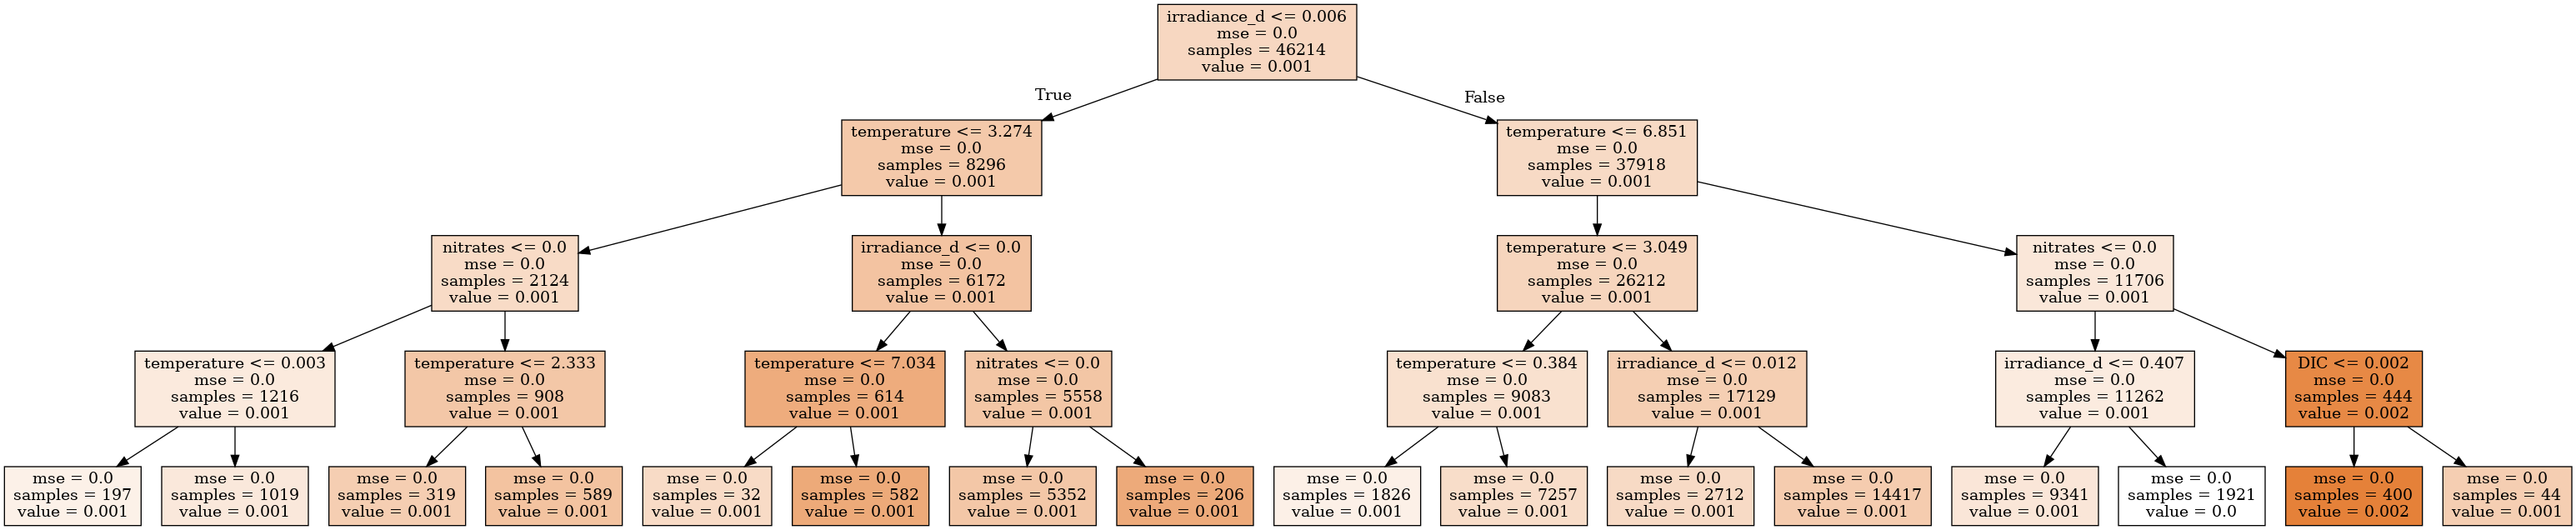 irradiance_d <= 0.006
mse = 0.0
samples = 46214
value = 0.001
True
False
temperature <= 3.274
mse = 0.0
samples = 8296
value = 0.001
temperature <= 6.851
mse = 0.0
samples = 37918
value = 0.001
nitrates <= 0.0
mse = 0.0
samples = 2124
value = 0.001
irradiance_d <= 0.0
mse = 0.0
samples = 6172
value = 0.001
temperature <= 3.049
mse = 0.0
samples = 26212
value = 0.001
nitrates <= 0.0
mse = 0.0
samples = 11706
value = 0.001
temperature <= 0.003
mse = 0.0
samples = 1216
value = 0.001
temperature <= 2.333
mse = 0.0
samples = 908
value = 0.001
temperature <= 7.034
mse = 0.0
samples = 614
value = 0.001
nitrates <= 0.0
mse = 0.0
samples = 5558
value = 0.001
temperature <= 0.384
mse = 0.0
samples = 9083
value = 0.001
irradiance_d <= 0.012
mse = 0.0
samples = 17129
value = 0.001
irradiance_d <= 0.407
mse = 0.0
samples = 11262
value = 0.001
DIC <= 0.002
mse = 0.0
samples = 444
value = 0.002
mse = 0.0
samples = 197
value = 0.001
mse = 0.0
samples = 1019
value = 0.001
mse = 0.0
samples = 319
value = 0.001
mse = 0.0
samples = 589
value = 0.001
mse = 0.0
samples = 32
value = 0.001
mse = 0.0
samples = 582
value = 0.001
mse = 0.0
samples = 5352
value = 0.001
mse = 0.0
samples = 206
value = 0.001
mse = 0.0
samples = 1826
value = 0.001
mse = 0.0
samples = 7257
value = 0.001
mse = 0.0
samples = 2712
value = 0.001
mse = 0.0
samples = 14417
value = 0.001
mse = 0.0
samples = 9341
value = 0.001
mse = 0.0
samples = 1921
value = 0.0
mse = 0.0
samples = 400
value = 0.002
mse = 0.0
samples = 44
value = 0.001